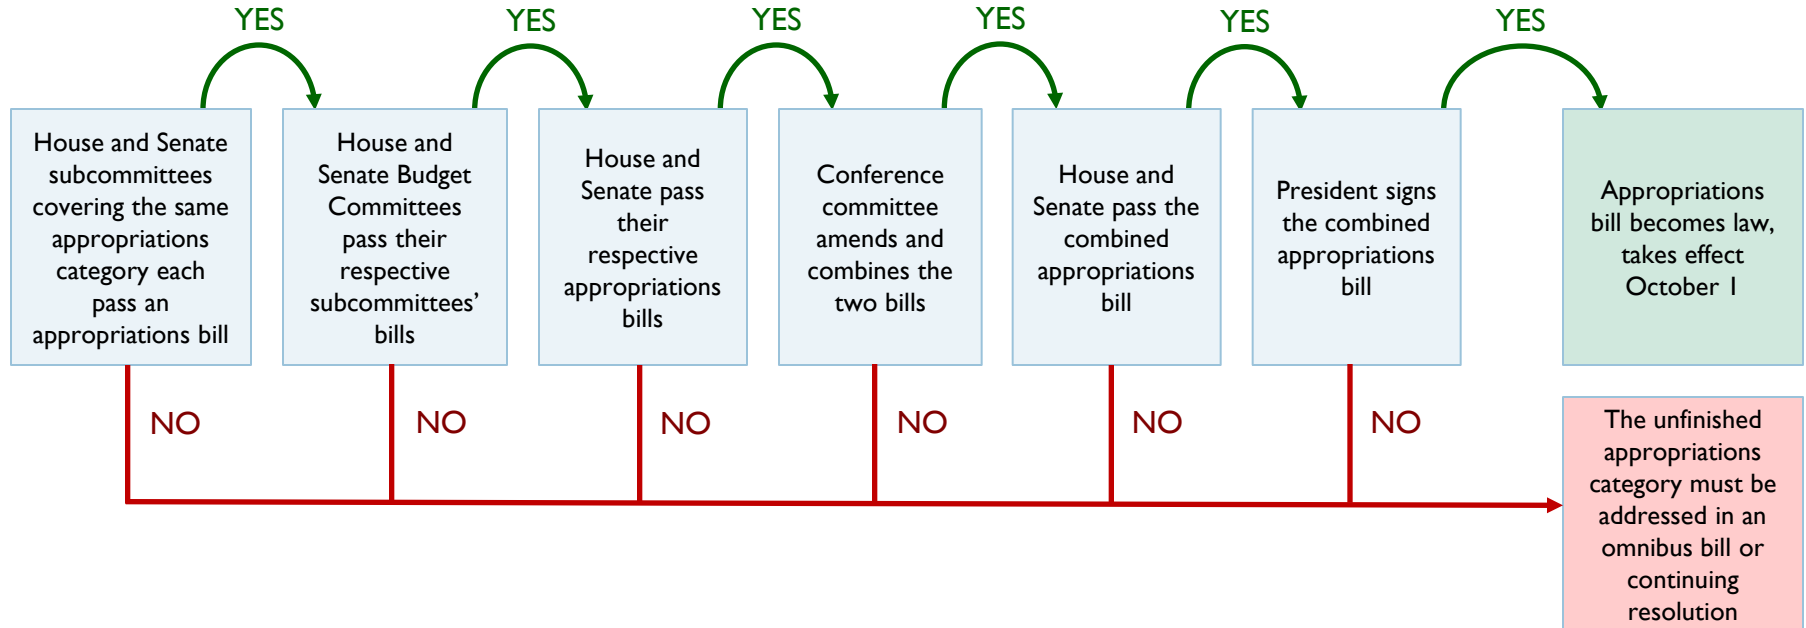 YES
YES
YES
YES
YES
YES
House and Senate
subcommittees
covering the same
appropriations
category each
pass an
appropriations bill
House and
Senate Budget
Committees
pass their
respective
subcommittees’
bills
House and
Senate pass
their
respective
appropriations
bills
Conference
committee
amends and
combines the
two bills
House and
Senate pass the
combined
appropriations
bill
President signs
the combined
appropriations
bill
Appropriations
bill becomes law,
takes effect
October 1
NO
NO
NO
NO
NO
NO
The unfinished
appropriations
category must be
addressed in an
omnibus bill or
continuing
resolution